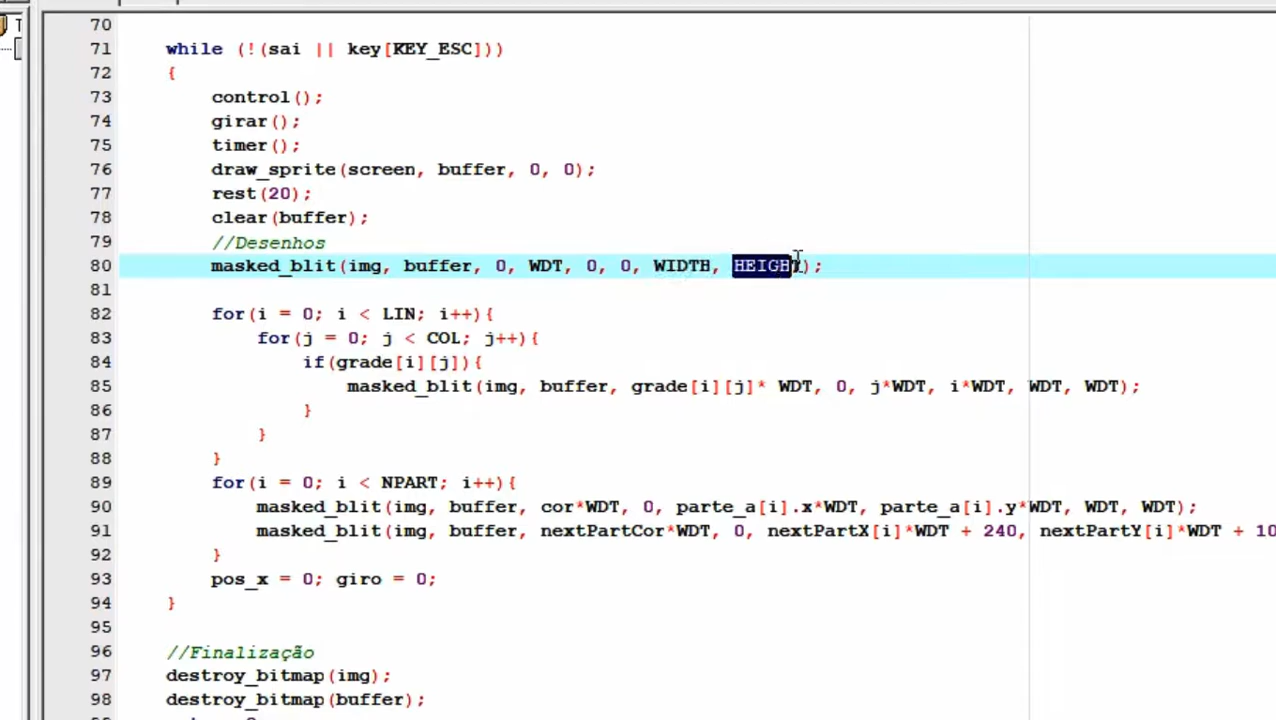 T
70
71 while (!(sai || key[KEY_ESC]))
72 {
73 control();
74 girar();
75 timer();
76 draw_sprite(screen, buffer, 0, 0);
77 rest(20);
78 clear(buffer);
79 //Desenhos
80 masked_blit(img, buffer, 0, WDT, 0, 0, WIDTH, HEIGHT);
81
82 for(i = 0; i < LIN; i++){
83 for(j = 0; j < COL; j++){
84 if(grade[i][j]){
85 masked_blit(img, buffer, grade[i][j]* WDT, 0, j*WDT, i*WDT, WDT, WDT);
86 }
87 }
88 }
89 for(i = 0; i < NPART; i++){
90 masked_blit(img, buffer, cor*WDT, 0, parte_a[i].x*WDT, parte_a[i].y*WDT, WDT, WDT);
91 masked_blit(img, buffer, nextPartCor*WDT, 0, nextPartX[i]*WDT + 240, nextPartY[i]*WDT + 10
92 }
93 pos_x = 0; giro = 0;
94 }
95
96 //Finalização
97 destroy_bitmap(img);
98 destroy_bitmap(buffer);